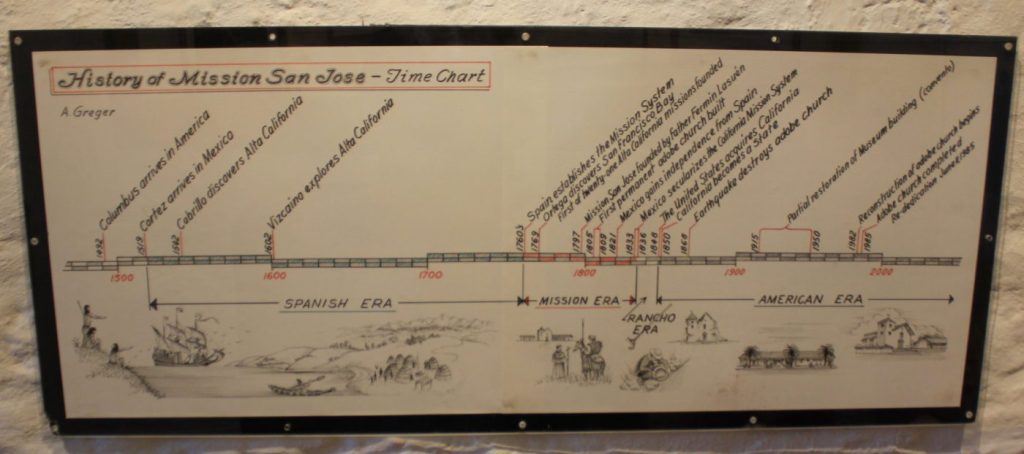 History of Mission San Jose – Time Chart
A. Greger
Columbus arrives in America
Cortez arrives in Mexico
Cabrillo discovers Alta California
Vizcaino explores Alta California
Spain establishes the Mission System
Ortega discovers San Francisco Bay
First of twenty-one Alta California missions founded
Mission San Jose founded by father Fermin Lasuén
First "permanent" adobe church built
Mexico gains independence from Spain
Mexico secularizes the California Mission System
The United States acquires California
California becomes a State
Earthquake destroys adobe church
Partial restoration of Museum building (convento)
Reconstruction of adobe church begins
Adobe church completed
Re-dedication June
1492
1519
1542
1602
1769
1797
1805
1809
1821
1833
1836
1848
1850
1868
1915
1950
1982
1985
1500
1600
1700
1800
1900
2000
SPANISH ERA
MISSION ERA
RANCHO
ERA
AMERICAN ERA